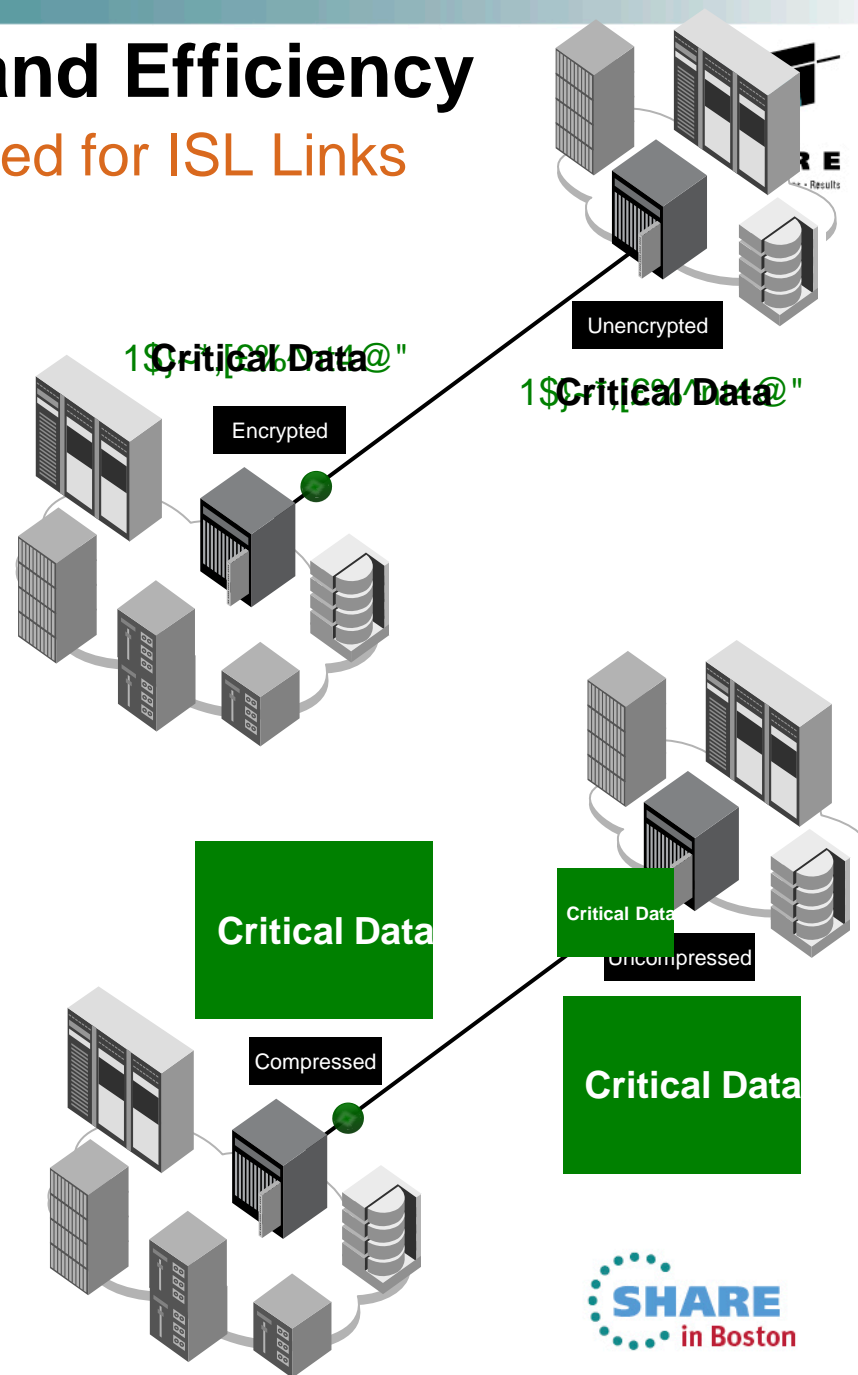 and Efficiency
ed for ISL Links
R E
• Results
Unencrypted
Critical Data
Critical Data
Encrypted
Critical Data
Critical Data
Uncompressed
Compressed
Critical Data
SHARE
in Boston